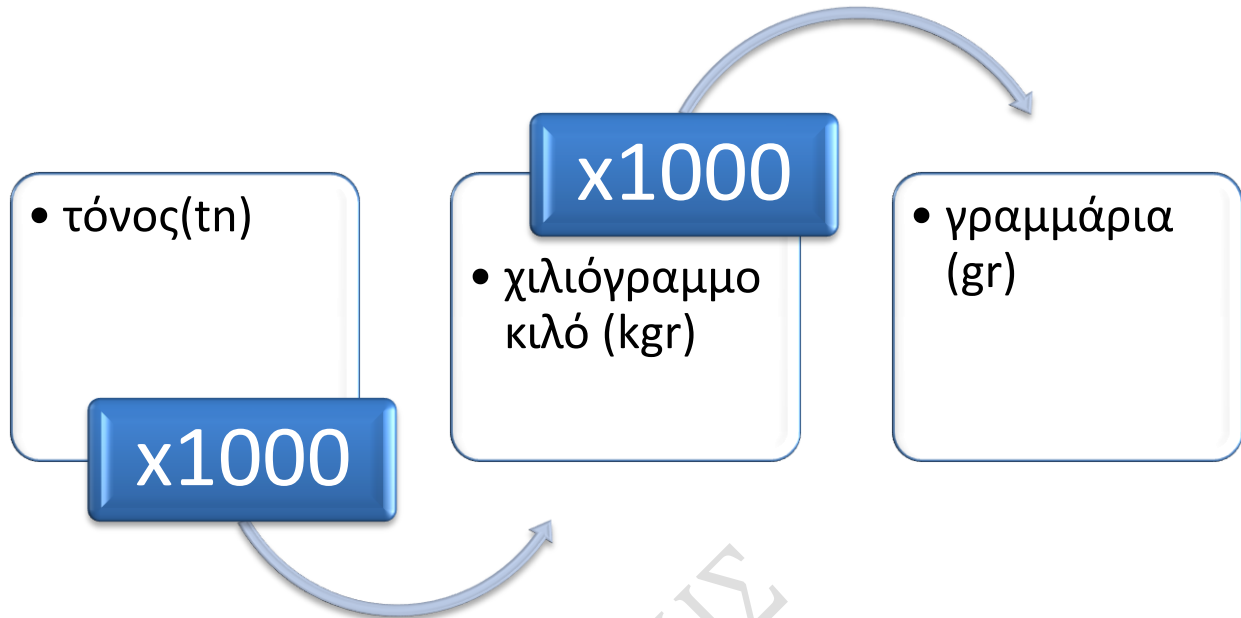 • τόνος(tn)
x1000
x1000
• χιλιόγραμμο
κιλό (kgr)
• γραμμάρια
(gr)